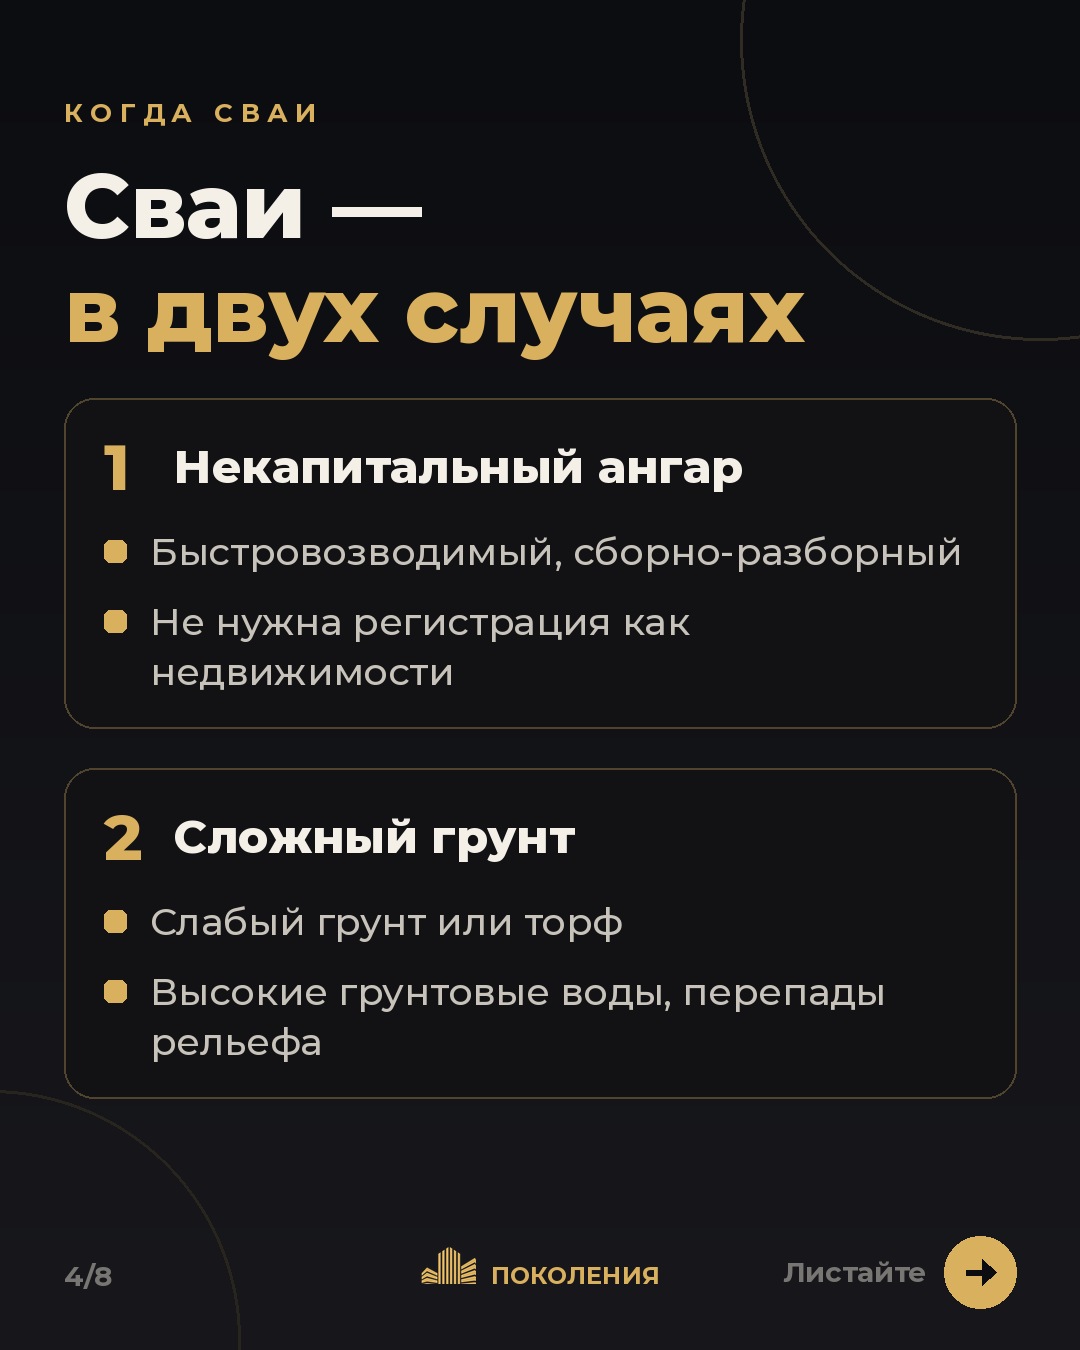 КОГДА СВАИ
Сваи —
в двух случаях
1 Некапитальный ангар
Быстровозводимый, сборно-разборный
Не нужна регистрация как
недвижимости
2 Сложный грунт
Слабый грунт или торф
Высокие грунтовые воды, перепады
рельефа
4/8
ПОКОЛЕНИЯ
Листайте